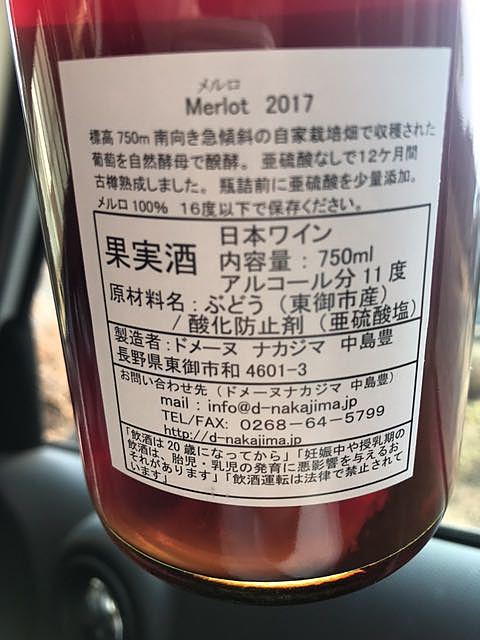 メルロ
Merlot 2017
標高750m南向き急傾斜の自家栽培畑で収穫された
葡萄を自然酵母で醗酵。亜硫酸なしで12ケ月間
古樽熟成しました。瓶詰前に亜硫酸を少量添加。
メルロ100% 16度以下で保存ください。
果実酒
日本ワイン
内容量:750ml
アルコール分11度
原材料名:ぶどう(東御市産)
/酸化防止剤(亜硫酸塩)
製造者:ドメーヌ ナカジマ 中島豊
長野県東御市和4601-3
お問い合わせ先(ドメーヌナカジマ 中島豊)
mail : info@d-nakajima.jp
TEL/FAX: 0268-64-5799
http://d-nakajima.jp
「飲酒は20歳になってから」「妊娠中や授乳期の
飲酒は、胎児・乳児の発育に悪影響を与えるお
それがあります」「飲酒運転は法律で禁止されて
います」